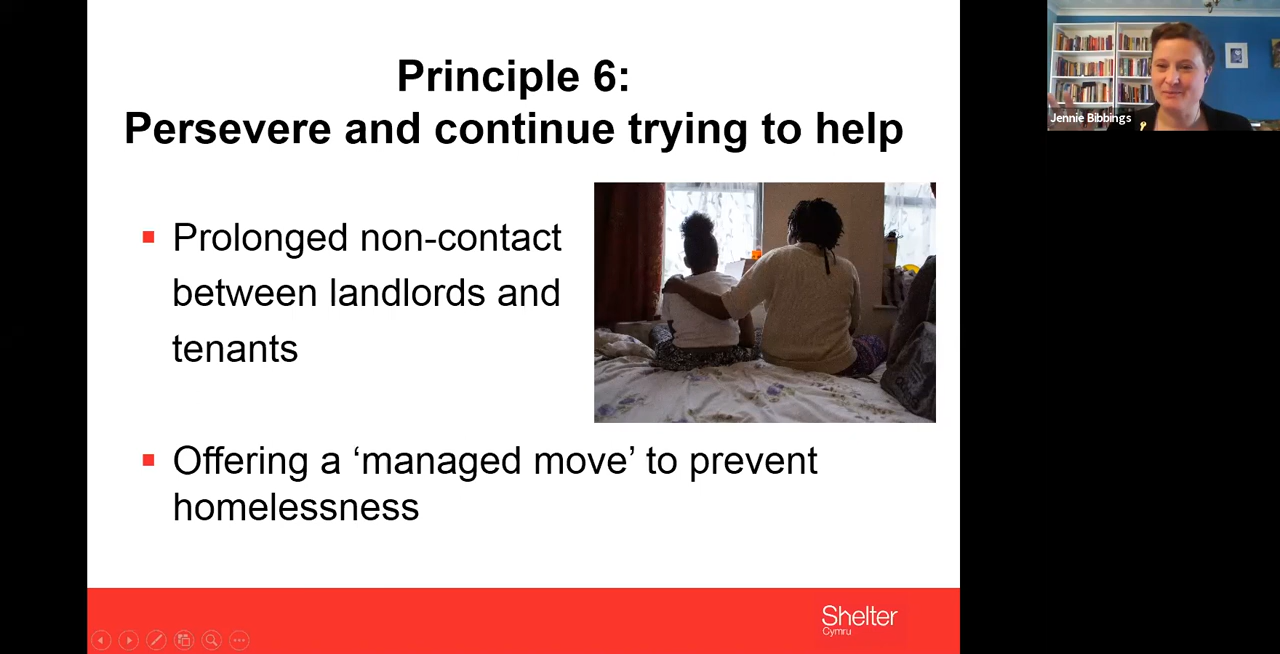 Principle 6:
Persevere and continue trying to help
Prolonged non-contact
between landlords and
tenants
Offering a ‘managed move’ to prevent
homelessness
Shelter
Cymru
Jennie Bibbings